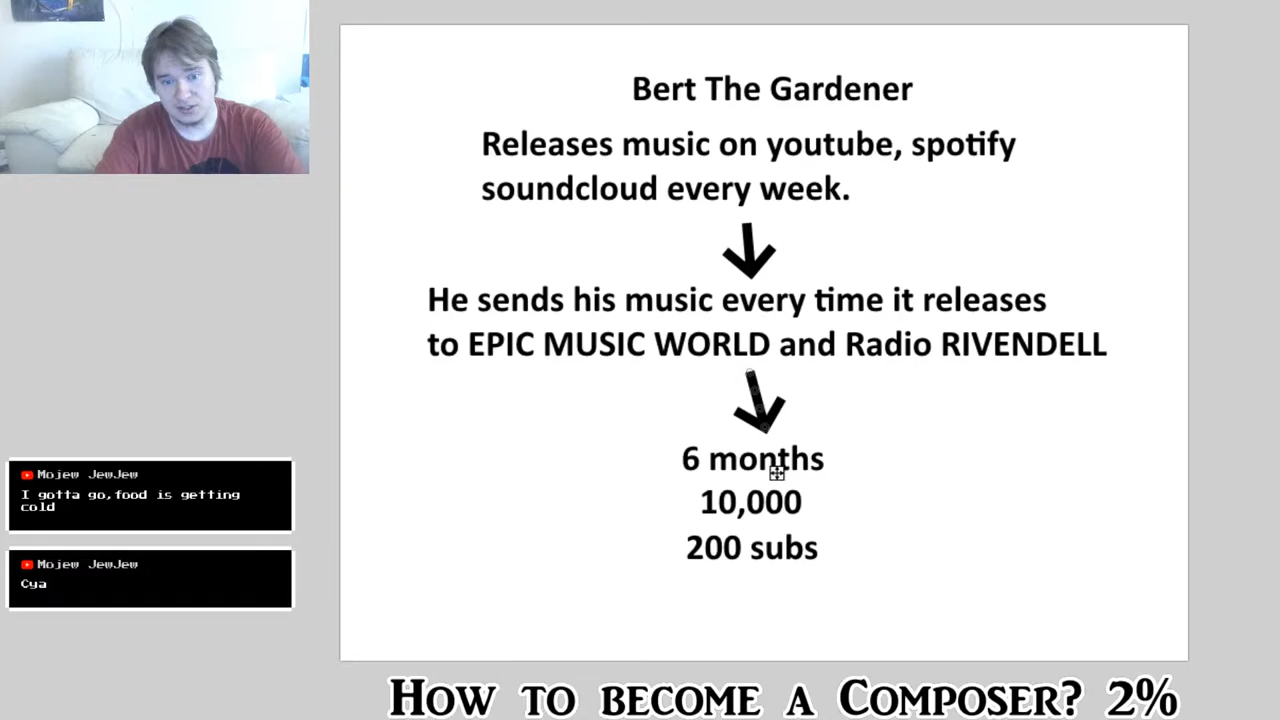 Bert The Gardener
Releases music on youtube, spotify
soundcloud every week.
He sends his music every time it releases
to EPIC MUSIC WORLD and Radio RIVENDELL
6 months
10,000
200 subs
Mojew JewJew
I gotta go,food is getting
cold
Mojew JewJew
Cya
HOW TO BECOME A COMPOSER? 2%